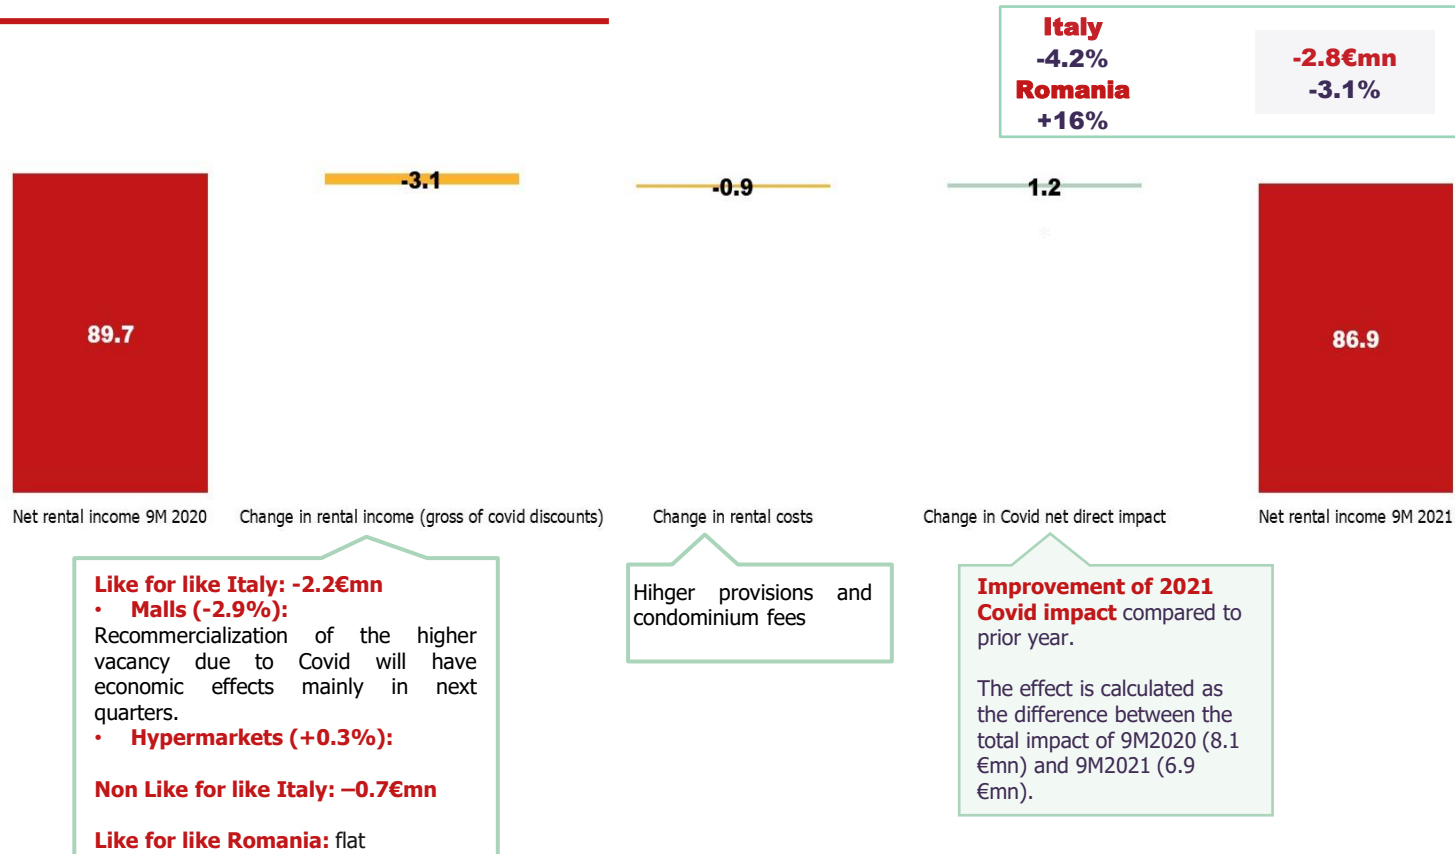 Italy
-4.2%
Romania
+16%
-2.8€mn
-3.1%
-3.1
-0.9
1.2
*
89.7
86.9
Net rental income 9M 2020
Change in rental income (gross of covid discounts)
Change in rental costs
Change in Covid net direct impact
Net rental income 9M 2021
Like for like Italy: -2.2€mn
• Malls (-2.9%):
Recommercialization of the higher
vacancy due to Covid will have
economic effects mainly in next
quarters.
• Hypermarkets (+0.3%):
Non Like for like Italy: –0.7€mn
Like for like Romania: flat
Hihger provisions and
condominium fees
Improvement of 2021
Covid impact compared to
prior year.
The effect is calculated as
the difference between the
total impact of 9M2020 (8.1
€mn) and 9M2021 (6.9
€mn).